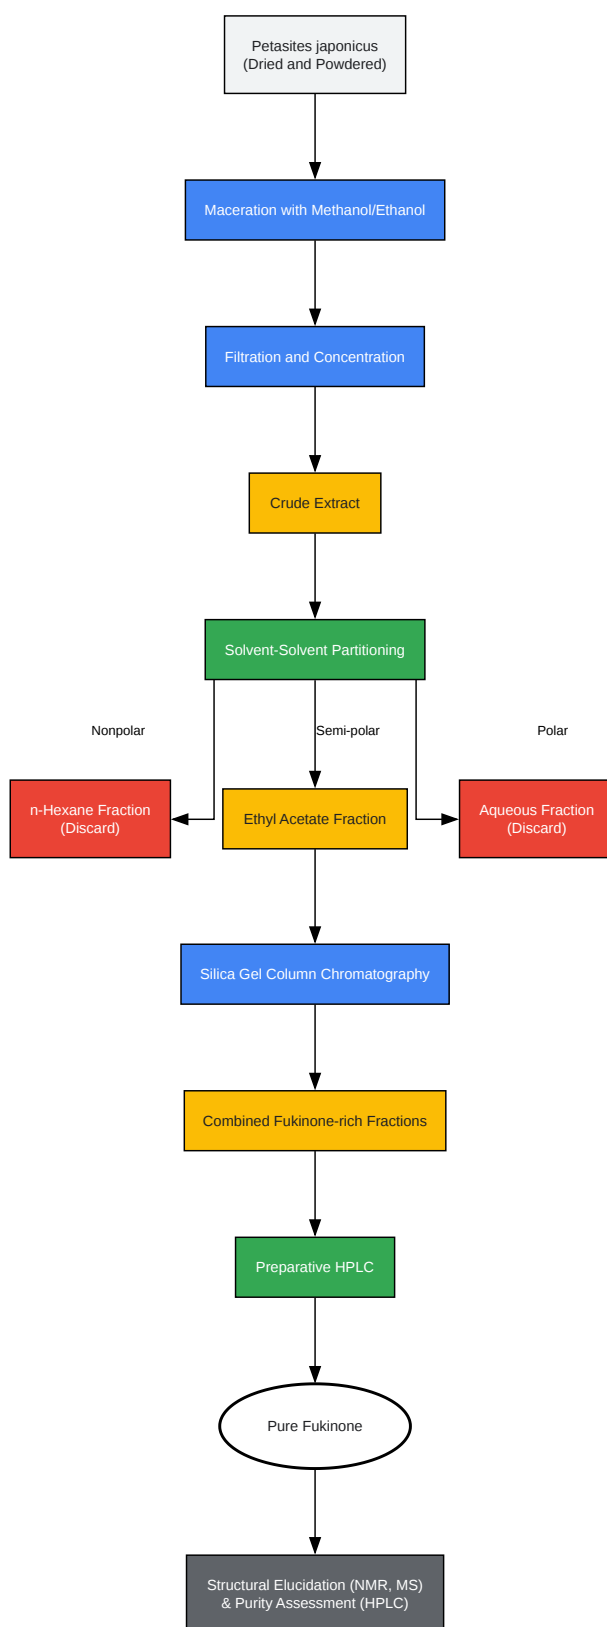 Petasites japonicus
(Dried and Powdered)
Maceration with Methanol/Ethanol
Filtration and Concentration
Crude Extract
Solvent-Solvent Partitioning
Nonpolar
Semi-polar
Polar
n-Hexane Fraction
(Discard)
Ethyl Acetate Fraction
Aqueous Fraction
(Discard)
Silica Gel Column Chromatography
Combined Fukinone-rich Fractions
Preparative HPLC
Pure Fukinone
Structural Elucidation (NMR, MS)
& Purity Assessment (HPLC)